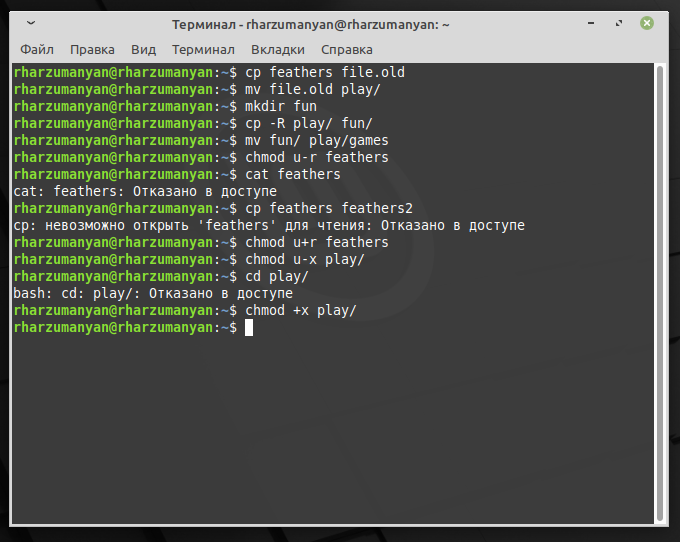 Терминал - rharzumanyan@rharzumanyan: ~
Файл Правка Вид Терминал Вкладки Справка
rharzumanyan@rharzumanyan:~$ cp feathers file.old
rharzumanyan@rharzumanyan:~$ mv file.old play/
rharzumanyan@rharzumanyan:~$ mkdir fun
rharzumanyan@rharzumanyan:~$ cp -R play/ fun/
rharzumanyan@rharzumanyan:~$ mv fun/ play/games
rharzumanyan@rharzumanyan:~$ chmod u-r feathers
rharzumanyan@rharzumanyan:~$ cat feathers
cat: feathers: Отказано в доступе
rharzumanyan@rharzumanyan:~$ cp feathers feathers2
cp: невозможно открыть 'feathers' для чтения: Отказано в доступе
rharzumanyan@rharzumanyan:~$ chmod u+r feathers
rharzumanyan@rharzumanyan:~$ chmod u-x play/
rharzumanyan@rharzumanyan:~$ cd play/
bash: cd: play/: Отказано в доступе
rharzumanyan@rharzumanyan:~$ chmod +x play/
rharzumanyan@rharzumanyan:~$